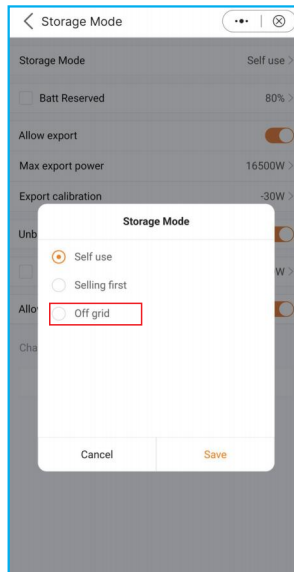 Storage Mode
Storage Mode Self use >
Batt Reserved 80% >
Allow export
Max export power 16500W >
Export calibration -30W >
Storage Mode
Unb
Self use
W >
Selling first
Allo
Off grid
Cha
Cancel Save